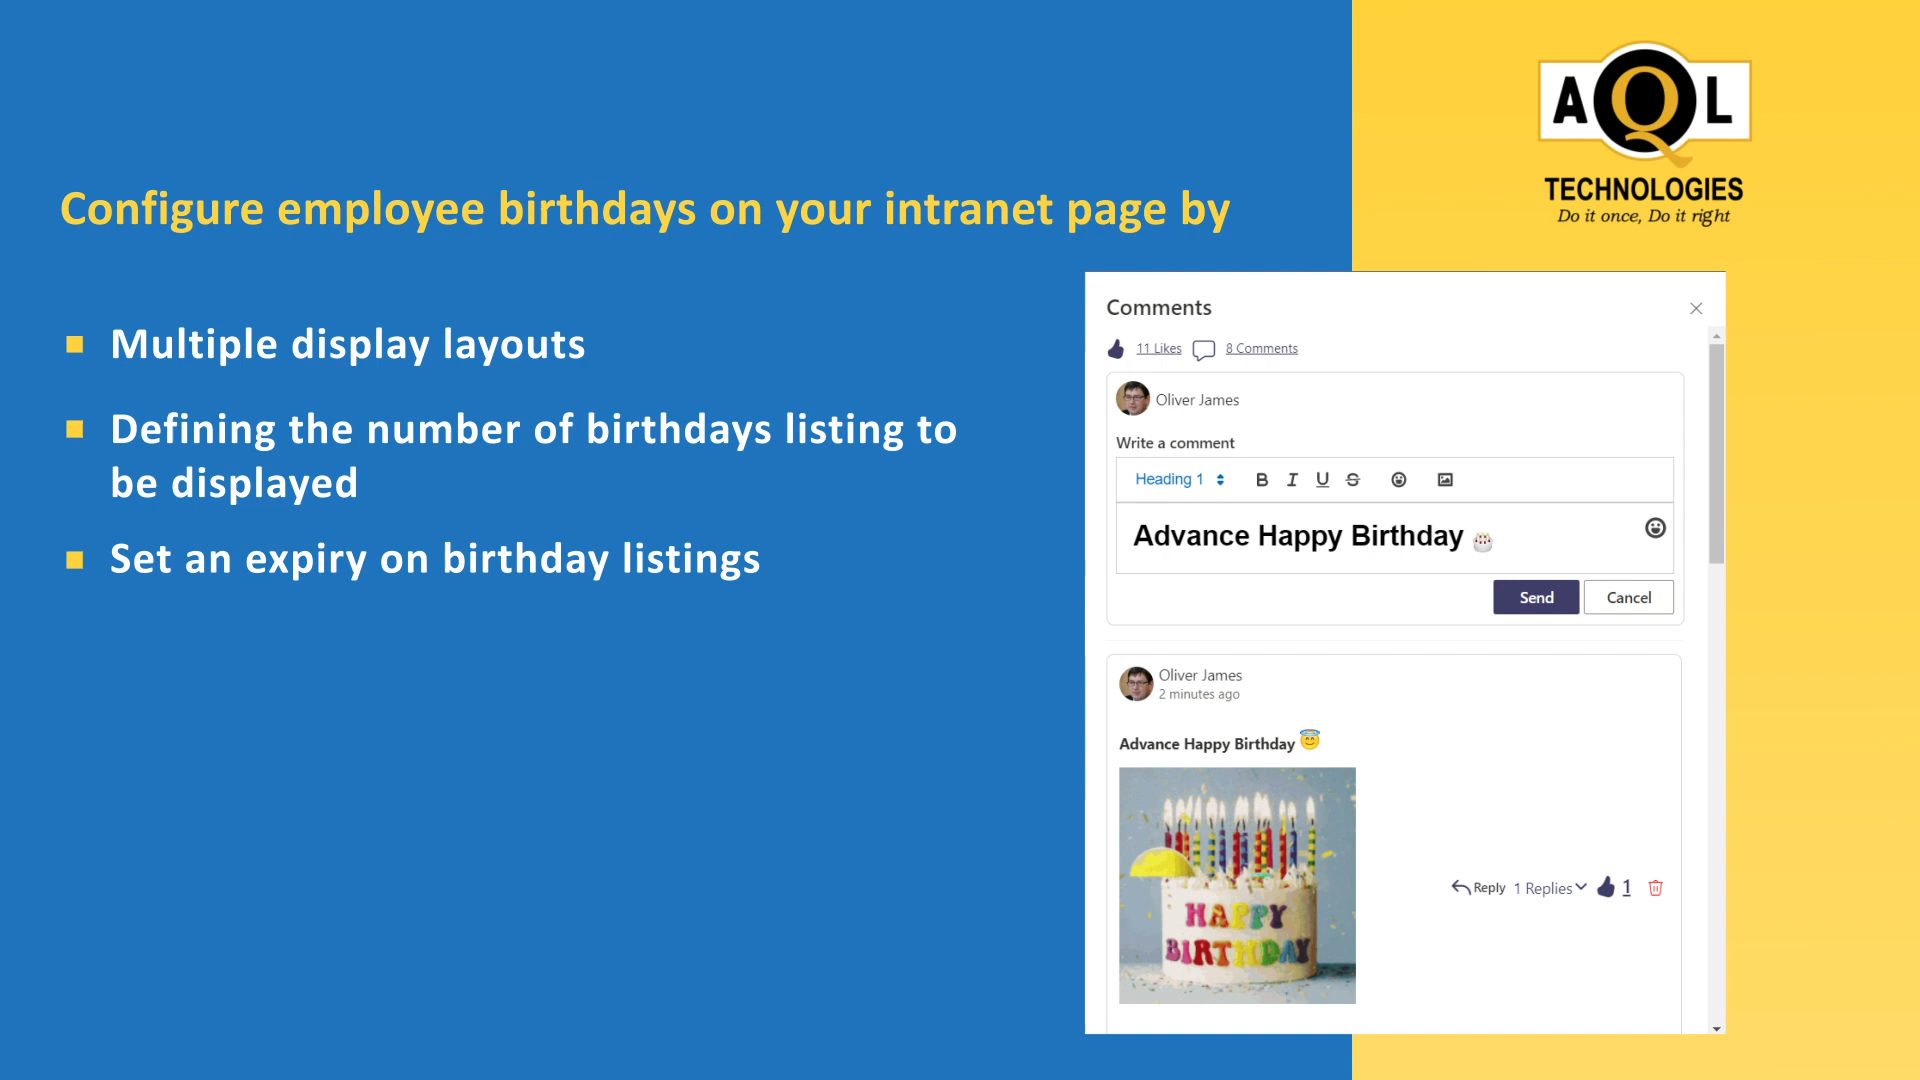 Configure employee birthdays on your intranet page by
Multiple display layouts
Defining the number of birthdays listing to
be displayed
Set an expiry on birthday listings
AQL
TECHNOLOGIES
Do it once, Do it right
Comments
11 Likes 8 Comments
Oliver James
Write a comment
Heading 1 B I U S
Advance Happy Birthday 🎂
Send Cancel
Oliver James
2 minutes ago
Advance Happy Birthday 😇
HAPPY
BIRTHDAY
Reply 1 Replies 1